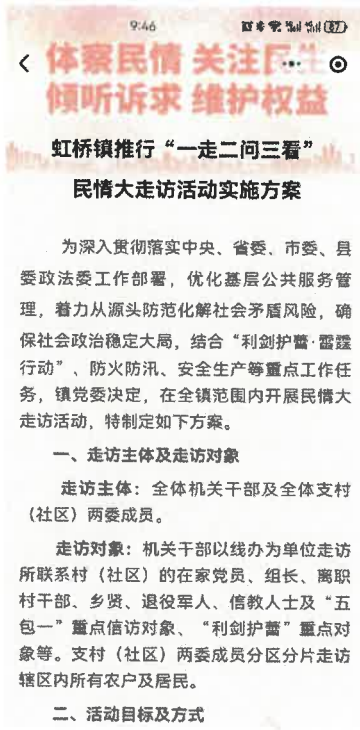 9:46
87
体察民情 关注民生
倾听诉求 维护权益
虹桥镇推行“一走二问三看”
民情大走访活动实施方案
为深入贯彻落实中央、省委、市委、县
委政法委工作部署，优化基层公共服务管
理，着力从源头防范化解社会矛盾风险，确
保社会政治稳定大局，结合“利剑护蕾·雷霆
行动”、防火防汛、安全生产等重点工作任
务，镇党委决定，在全镇范围内开展民情大
走访活动，特制定如下方案。
一、走访主体及走访对象
走访主体：全体机关干部及全体支村
（社区）两委成员。
走访对象：机关干部以线办为单位走访
所联系村（社区）的在家党员、组长、离职
村干部、乡贤、退役军人、信教人士及“五
包一”重点信访对象、“利剑护蕾”重点对
象等。支村（社区）两委成员分区分片走访
辖区内所有农户及居民。
二、活动目标及方式